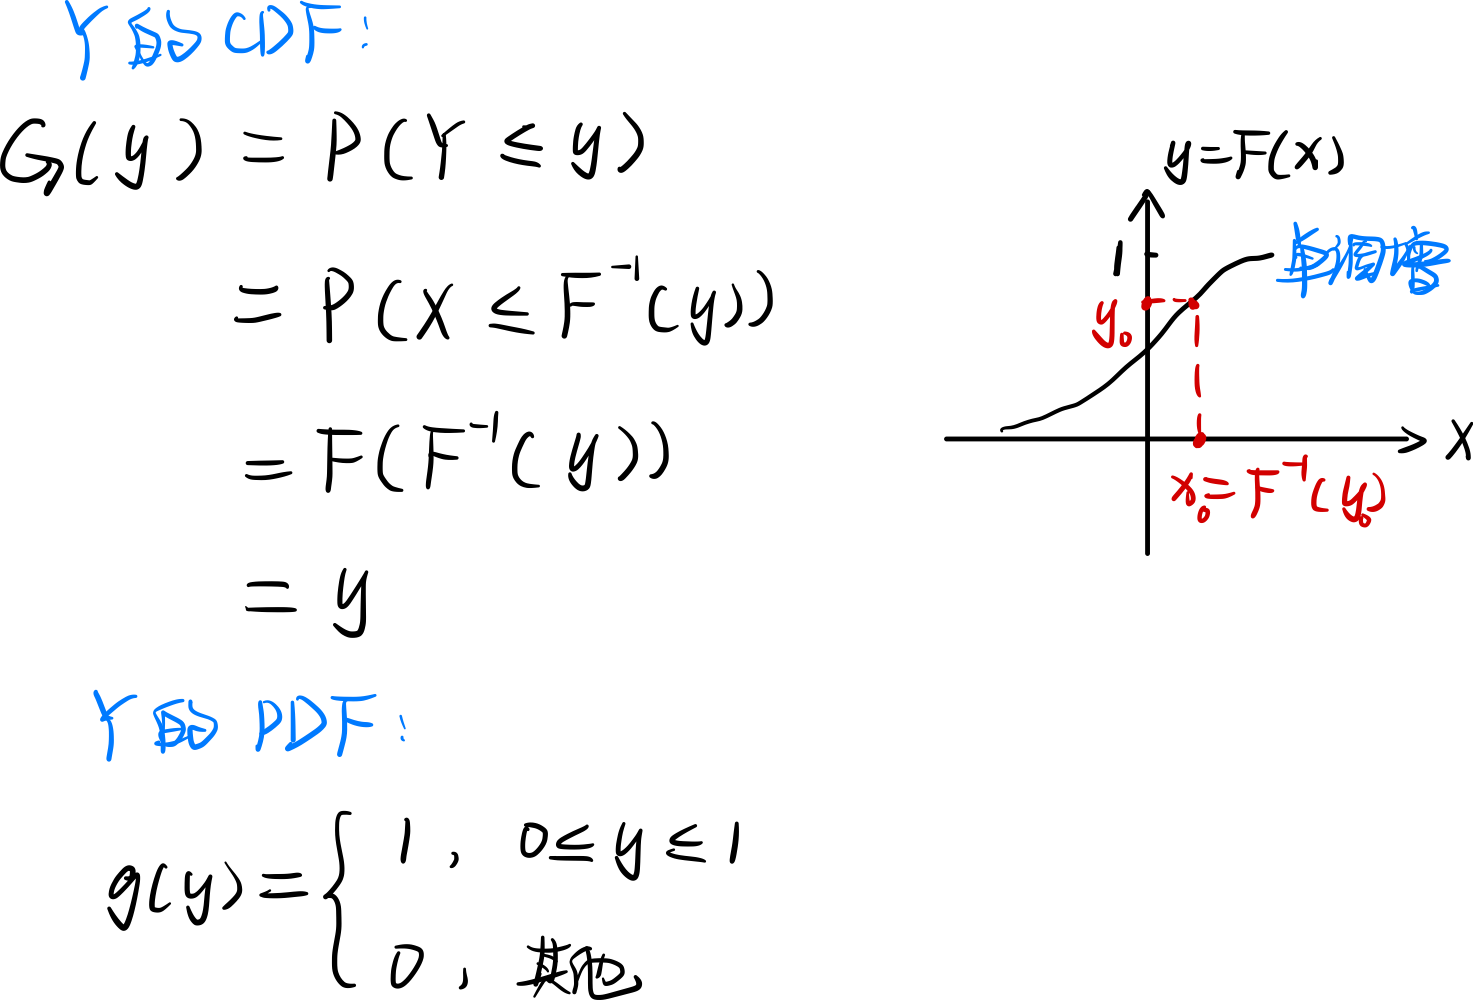 Y的CDF:
G(y) = P(Y ≤ y)
= P(X ≤ F⁻¹(y))
= F(F⁻¹(y))
= y
Y的PDF:
g(y) = { 1, 0 ≤ y ≤ 1
0, 其他
y = F(x)
1
单调增
y₀
x
x₀ = F⁻¹(y₀)